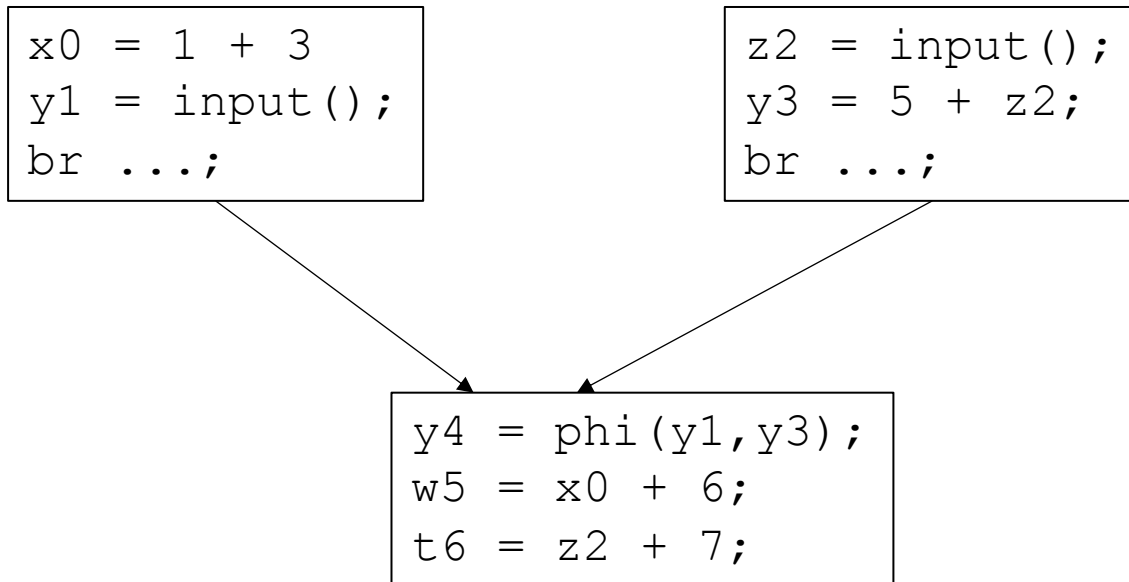 x0 = 1 + 3
y1 = input();
br ...;
z2 = input();
y3 = 5 + z2;
br ...;
y4 = phi(y1,y3);
w5 = x0 + 6;
t6 = z2 + 7;